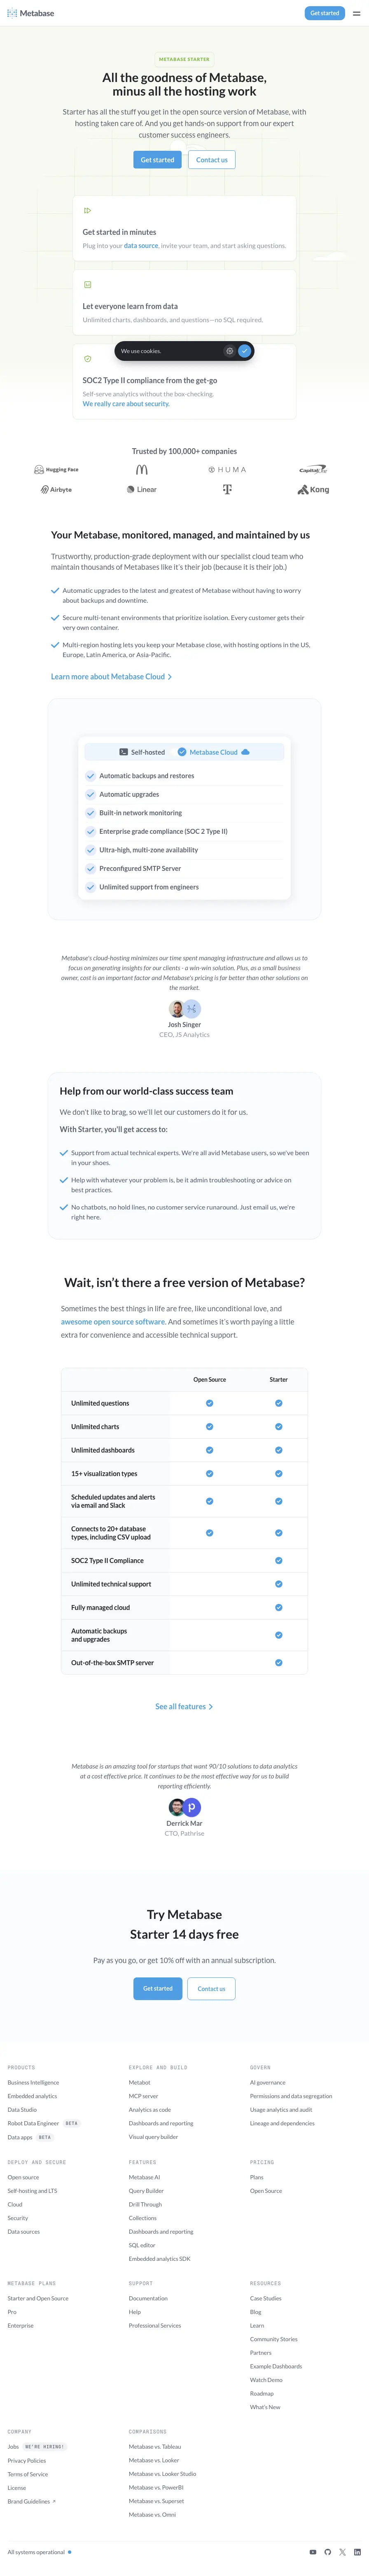 Metabase
Get started
METABASE STARTER
All the goodness of Metabase,
minus all the hosting work
Starter has all the stuff you get in the open source version of Metabase, with
hosting taken care of. And you get hands-on support from our expert
customer success engineers.
Get started
Contact us
Get started in minutes
Plug into your data source, invite your team, and start asking questions.
Let everyone learn from data
Unlimited charts, dashboards, and questions—no SQL required.
We use cookies.
SOC2 Type II compliance from the get-go
Self-serve analytics without the box-checking.
We really care about security.
Trusted by 100,000+ companies
Hugging Face
HUMA
Capital One
Airbyte
Linear
T
Kong
Your Metabase, monitored, managed, and maintained by us
Trustworthy, production-grade deployment with our specialist cloud team who
maintain thousands of Metabases like it's their job (because it is their job.)
Automatic upgrades to the latest and greatest of Metabase without having to worry
about backups and downtime.
Secure multi-tenant environments that prioritize isolation. Every customer gets their
very own container.
Multi-region hosting lets you keep your Metabase close, with hosting options in the US,
Europe, Latin America, or Asia-Pacific.
Learn more about Metabase Cloud
Self-hosted
Metabase Cloud
Automatic backups and restores
Automatic upgrades
Built-in network monitoring
Enterprise grade compliance (SOC 2 Type II)
Ultra-high, multi-zone availability
Preconfigured SMTP Server
Unlimited support from engineers
Metabase's cloud-hosting minimizes our time spent managing infrastructure and allows us to
focus on generating insights for our clients - a win-win solution. Plus, as a small business
owner, cost is an important factor and Metabase's pricing is far better than other solutions on
the market.
Josh Singer
CEO, JS Analytics
Help from our world-class success team
We don't like to brag, so we'll let our customers do it for us.
With Starter, you'll get access to:
Support from actual technical experts. We're all avid Metabase users, so we've been
in your shoes.
Help with whatever your problem is, be it admin troubleshooting or advice on
best practices.
No chatbots, no hold lines, no customer service runaround. Just email us, we're
right here.
Wait, isn't there a free version of Metabase?
Sometimes the best things in life are free, like unconditional love, and
awesome open source software. And sometimes it's worth paying a little
extra for convenience and accessible technical support.
Open Source
Starter
Unlimited questions
Unlimited charts
Unlimited dashboards
15+ visualization types
Scheduled updates and alerts
via email and Slack
Connects to 20+ database
types, including CSV upload
SOC2 Type II Compliance
Unlimited technical support
Fully managed cloud
Automatic backups
and upgrades
Out-of-the-box SMTP server
See all features
Metabase is an amazing tool for startups that want 90/10 solutions to data analytics
at a cost effective price. It continues to be the most effective way for us to build
reporting efficiently.
Derrick Mar
CTO, Pathrise
Try Metabase
Starter 14 days free
Pay as you go, or get 10% off with an annual subscription.
Get started
Contact us
PRODUCTS
Business Intelligence
Embedded analytics
Data Studio
Robot Data Engineer BETA
Data apps BETA
EXPLORE AND BUILD
Metabot
MCP server
Analytics as code
Dashboards and reporting
Visual query builder
GOVERN
AI governance
Permissions and data segregation
Usage analytics and audit
Lineage and dependencies
DEPLOY AND SECURE
Open source
Self-hosting and LTS
Cloud
Security
Data sources
FEATURES
Metabase AI
Query Builder
Drill Through
Collections
Dashboards and reporting
SQL editor
Embedded analytics SDK
PRICING
Plans
Open Source
METABASE PLANS
Starter and Open Source
Pro
Enterprise
SUPPORT
Documentation
Help
Professional Services
RESOURCES
Case Studies
Blog
Learn
Community Stories
Partners
Example Dashboards
Watch Demo
Roadmap
What's New
COMPANY
Jobs WE'RE HIRING!
Privacy Policies
Terms of Service
License
Brand Guidelines ↗
COMPARISONS
Metabase vs. Tableau
Metabase vs. Looker
Metabase vs. Looker Studio
Metabase vs. PowerBI
Metabase vs. Superset
Metabase vs. Omni
All systems operational